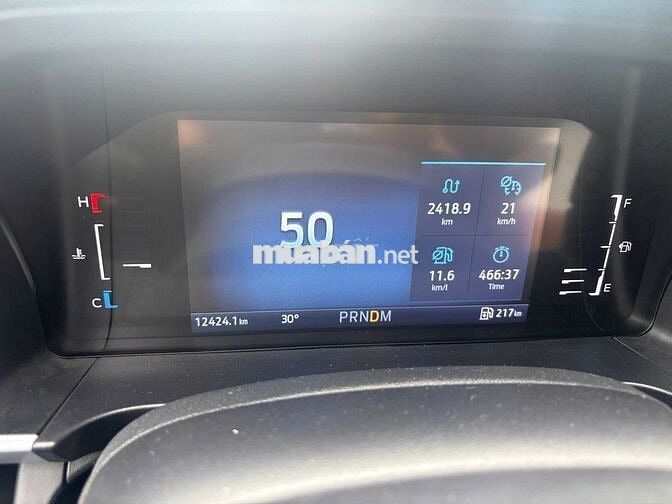 H
C
50
muaban.net
2418.9
km
21
km/h
11.6
km/l
466:37
Time
12424.1 km
30°
PRNDM
217 km
F
E